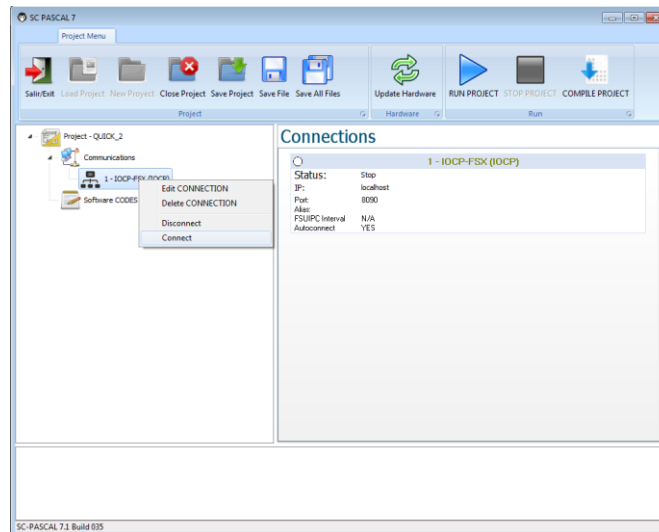 SC PASCAL 7
Project Menu
Salir/Exit Load Project New Proyect Close Project Save Project Save File Save All Files Update Hardware RUN PROJECT STOP PROJECT COMPILE PROJECT
Project Hardware Run
Project - QUICK_2
Communications
1 - IOCP-FSX (IOCP)
Software CODES
Edit CONNECTION
Delete CONNECTION
Disconnect
Connect
Connections
1 - IOCP-FSX (IOCP)
Status: Stop
IP: localhost
Port: 8090
Alias:
FSUIPC Interval N/A
Autoconnect YES
SC-PASCAL 7.1 Build 035